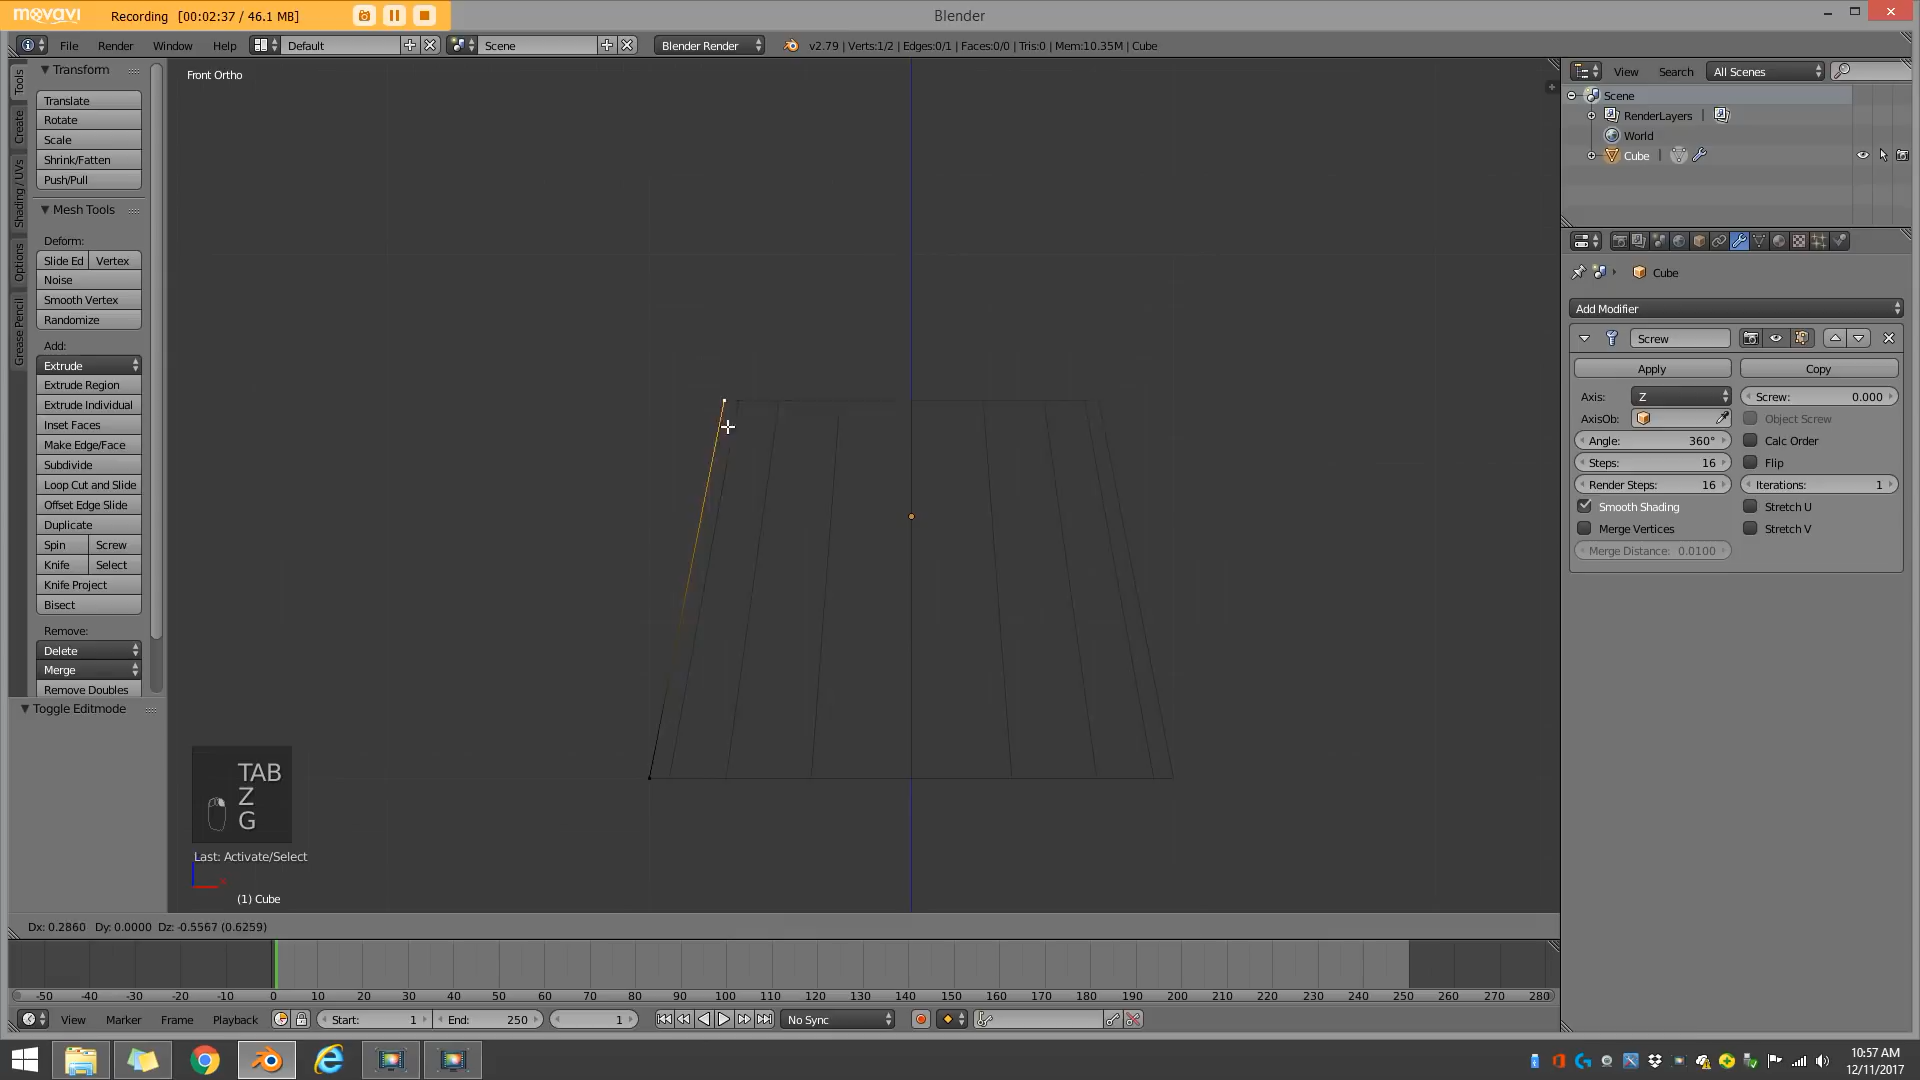 movavi Recording [00:02:37 / 46.1 MB]
Blender
File Render Window Help Default Scene Blender Render v2.79 | Verts:1/2 | Edges:0/1 | Faces:0/0 | Tris:0 | Mem:10.35M | Cube
Tools
Create
Shading / UVs
Options
Grease Pencil
Transform
Translate
Rotate
Scale
Shrink/Fatten
Push/Pull
Mesh Tools
Deform:
Slide Ed Vertex
Noise
Smooth Vertex
Randomize
Add:
Extrude
Extrude Region
Extrude Individual
Inset Faces
Make Edge/Face
Subdivide
Loop Cut and Slide
Offset Edge Slide
Duplicate
Spin Screw
Knife Select
Knife Project
Bisect
Remove:
Delete
Merge
Remove Doubles
Toggle Editmode
Front Ortho
TAB
Z
G
Last: Activate/Select
(1) Cube
Dx: 0.2860 Dy: 0.0000 Dz: -0.5567 (0.6259)
View Search All Scenes
Scene
RenderLayers
World
Cube
Cube
Add Modifier
Screw
Apply Copy
Axis: Z Screw: 0.000
AxisOb: Object Screw
Angle: 360° Calc Order
Steps: 16 Flip
Render Steps: 16 Iterations: 1
Smooth Shading Stretch U
Merge Vertices Stretch V
Merge Distance: 0.0100
-50 -40 -30 -20 -10 0 10 20 30 40 50 60 70 80 90 100 110 120 130 140 150 160 170 180 190 200 210 220 230 240 250 260 270 280
View Marker Frame Playback Start: 1 End: 250 1 No Sync
10:57 AM
12/11/2017